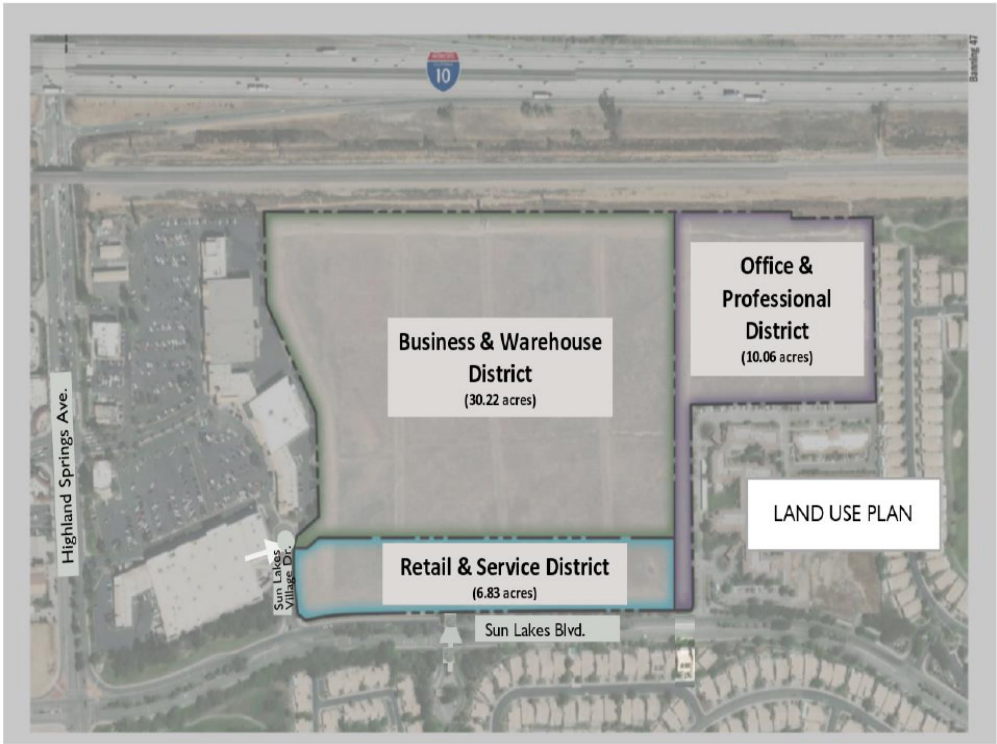 10
Banning 47
Office &
Professional
District
(10.06 acres)
Business & Warehouse
District
(30.22 acres)
Highland Springs Ave.
LAND USE PLAN
Sun Lakes
Village Dr.
Retail & Service District
(6.83 acres)
Sun Lakes Blvd.